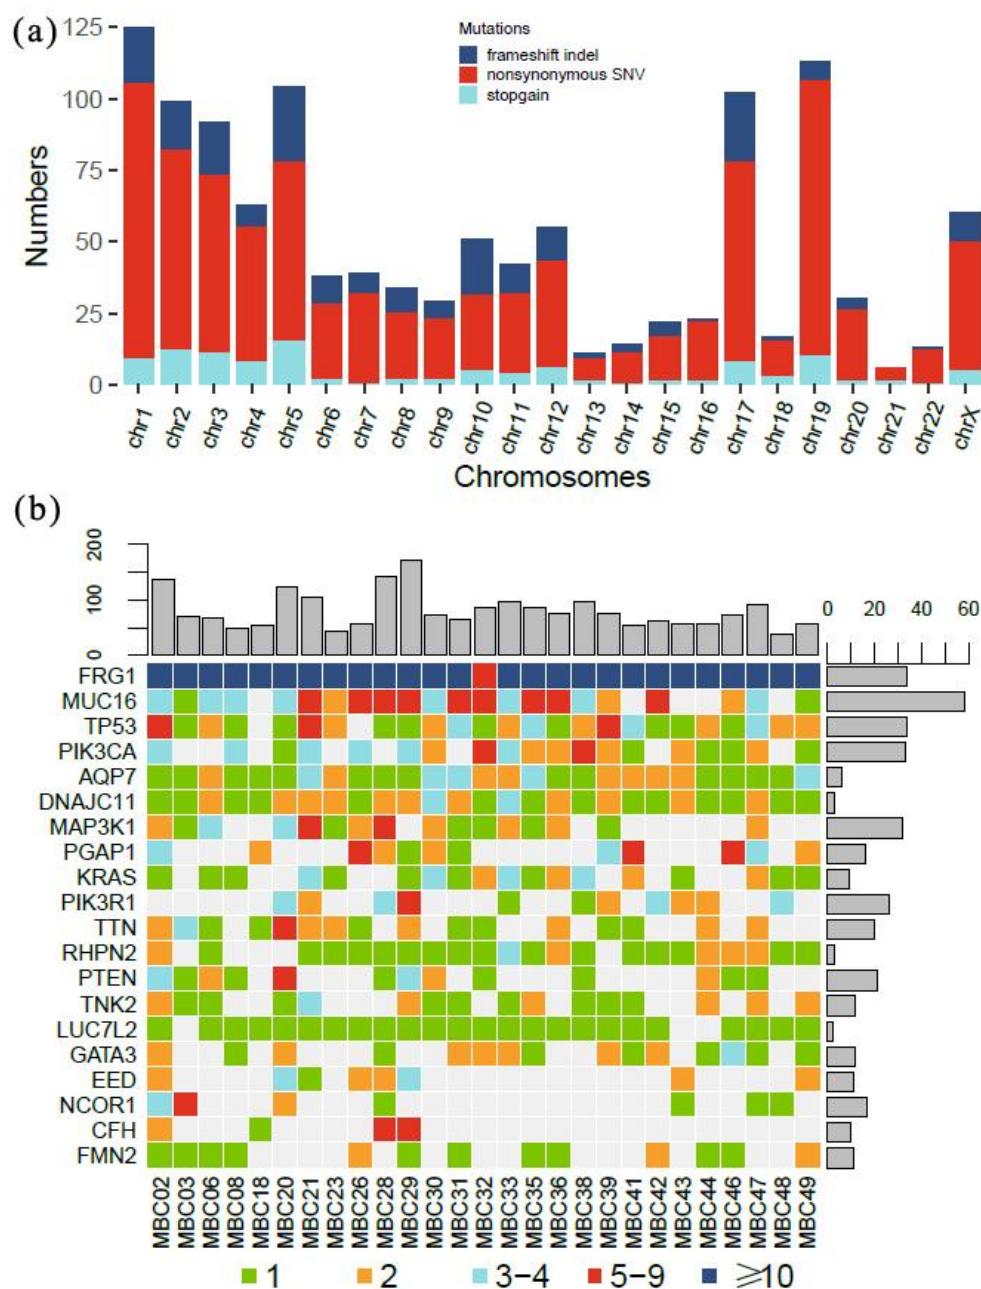 (a)
Mutations
frameshift indel
nonsynonymous SNV
stopgain
Numbers
125
100
75
50
25
0
chr1 chr2 chr3 chr4 chr5 chr6 chr7 chr8 chr9 chr10 chr11 chr12 chr13 chr14 chr15 chr16 chr17 chr18 chr19 chr20 chr21 chr22 chrX
Chromosomes
(b)
200
100
0
0 20 40 60
FRG1
MUC16
TP53
PIK3CA
AQP7
DNAJC11
MAP3K1
PGAP1
KRAS
PIK3R1
TTN
RHPN2
PTEN
TNK2
LUC7L2
GATA3
EED
NCOR1
CFH
FMN2
MBC02 MBC03 MBC06 MBC08 MBC18 MBC20 MBC21 MBC23 MBC26 MBC28 MBC29 MBC30 MBC31 MBC32 MBC33 MBC35 MBC36 MBC38 MBC39 MBC41 MBC42 MBC43 MBC44 MBC46 MBC47 MBC48 MBC49
1 2 3−4 5−9 ⩾10